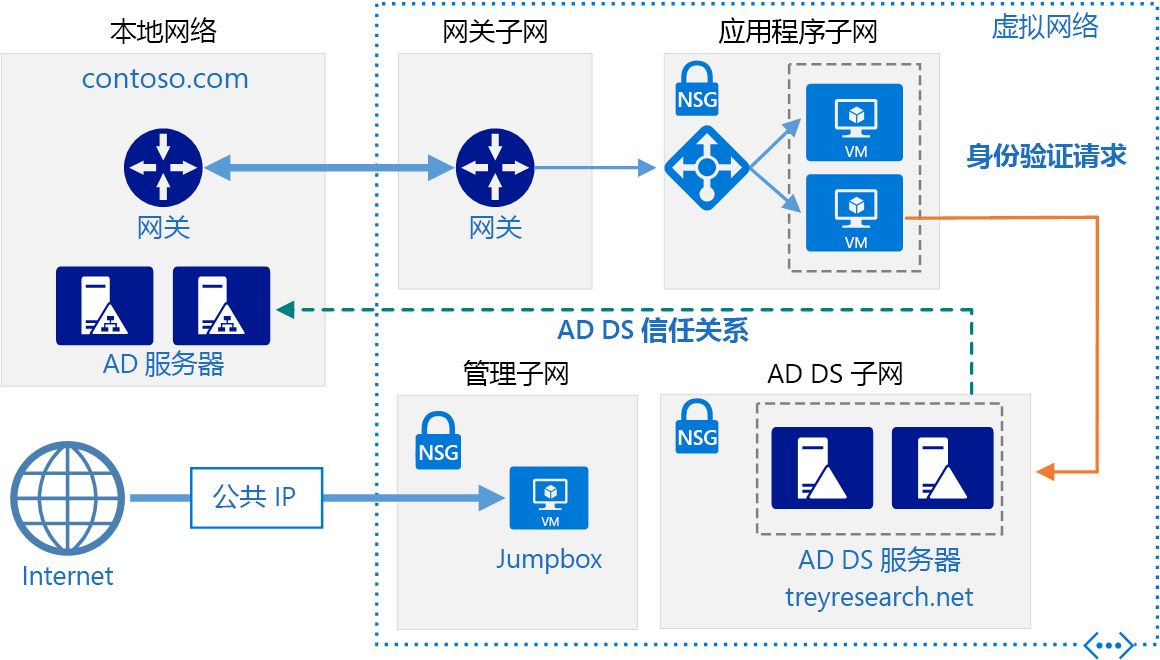 本地网络
网关子网
应用程序子网
虚拟网络
contoso.com
NSG
VM
身份验证请求
网关
网关
VM
AD DS 信任关系
AD 服务器
管理子网
AD DS 子网
NSG
NSG
公共 IP
VM
Internet
Jumpbox
AD DS 服务器
treyresearch.net